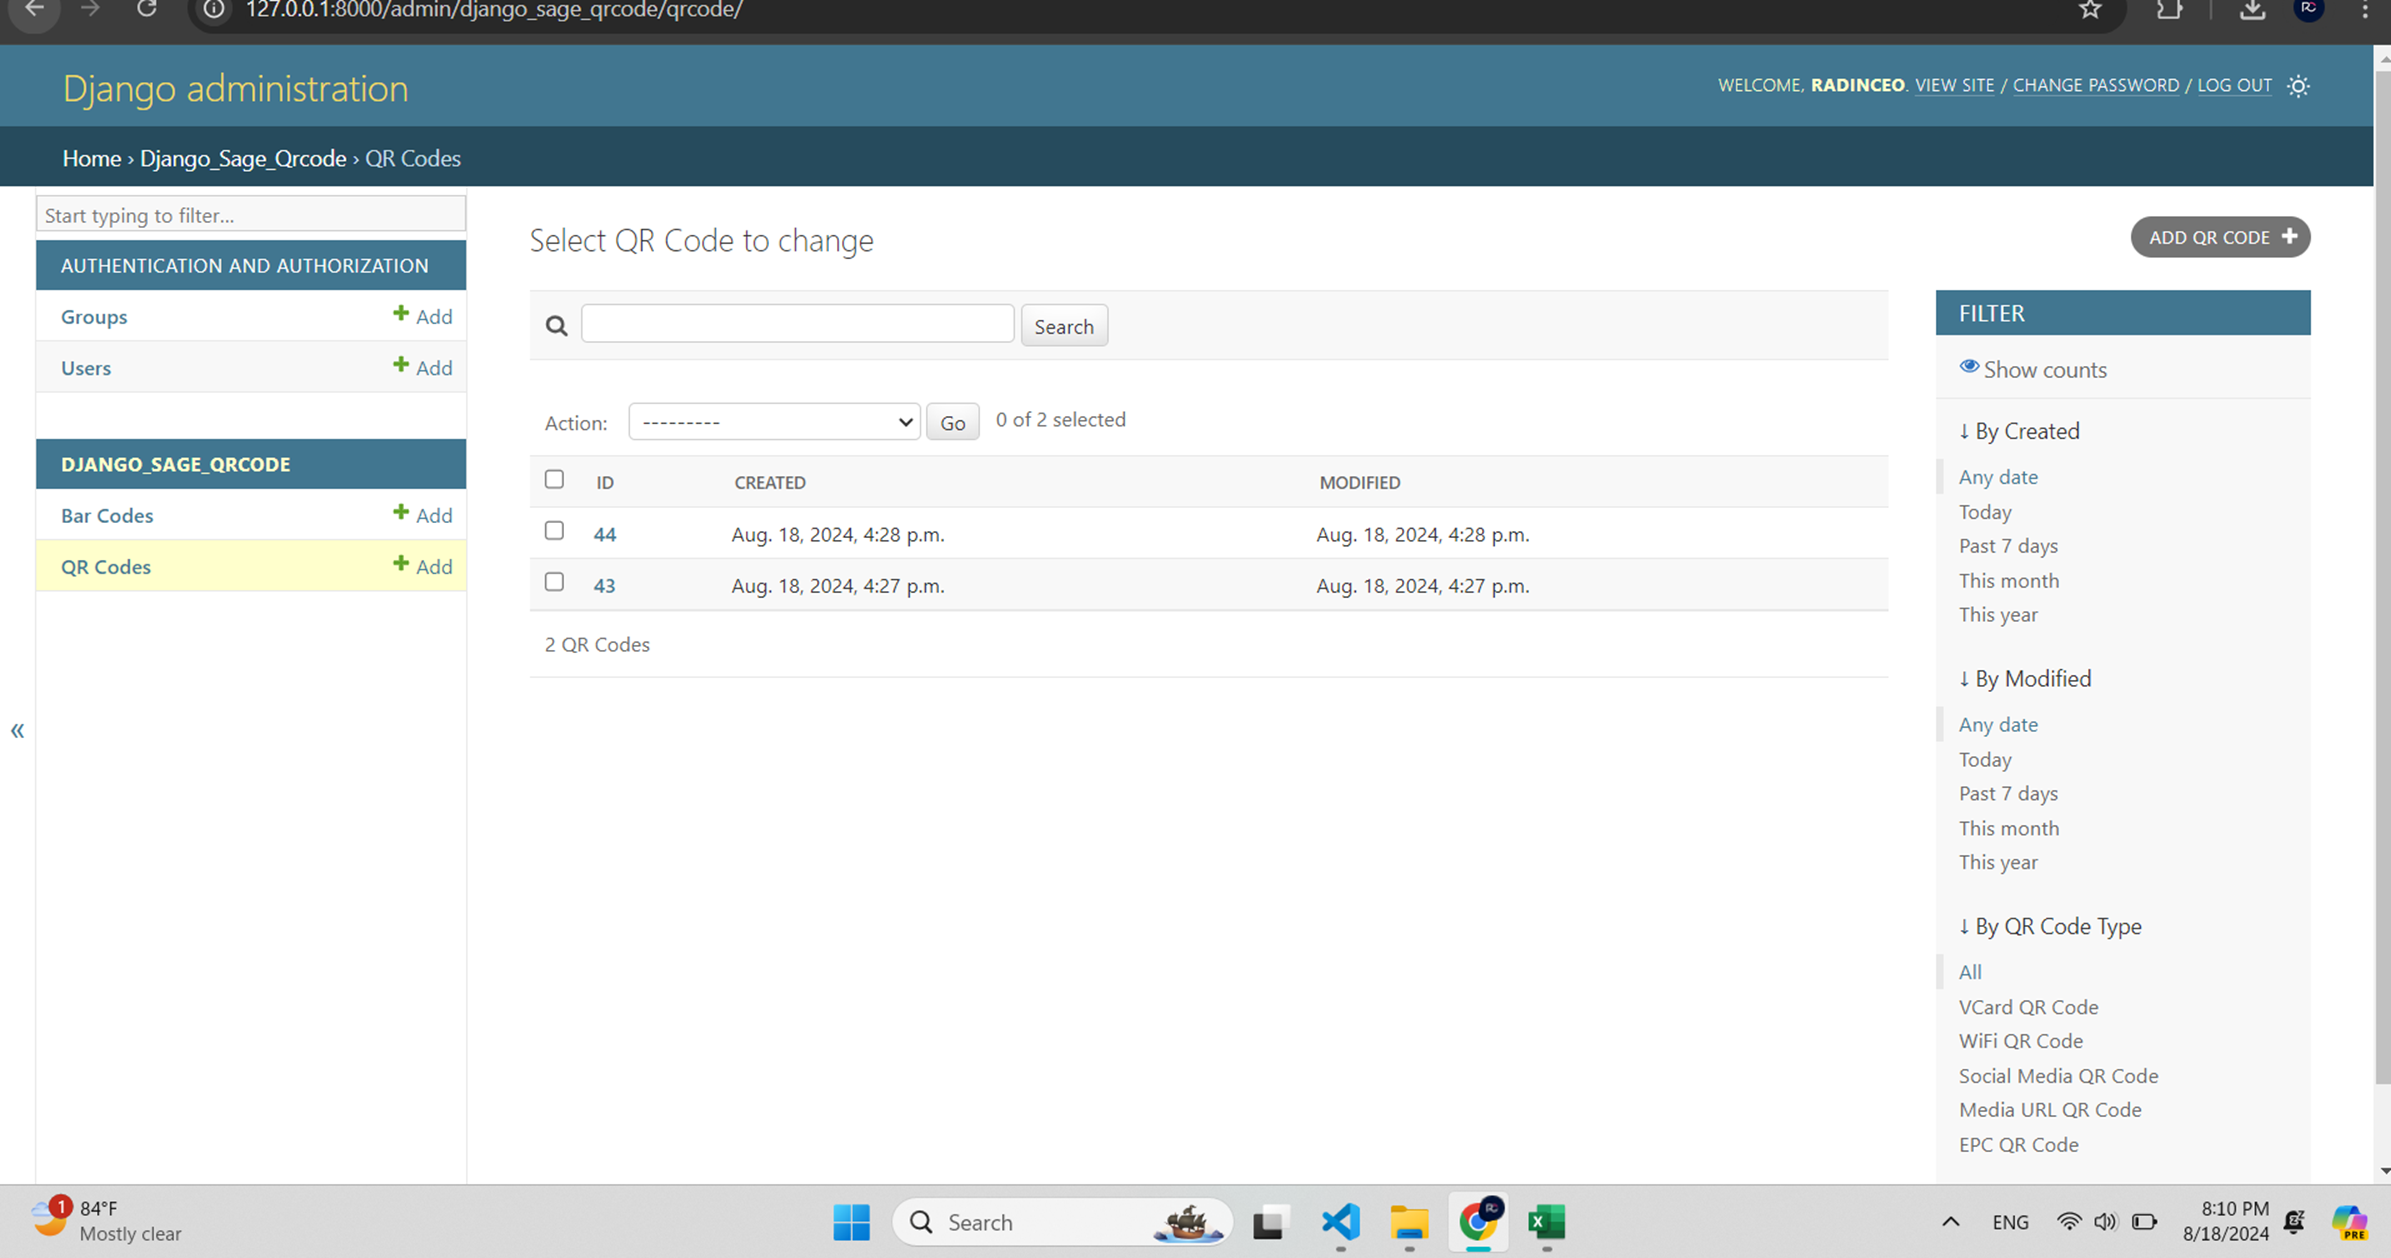 127.0.0.1:8000/admin/django_sage_qrcode/qrcode/
Django administration
WELCOME, RADINCEO. VIEW SITE / CHANGE PASSWORD / LOG OUT
Home › Django_Sage_Qrcode › QR Codes
Start typing to filter...
AUTHENTICATION AND AUTHORIZATION
Groups + Add
Users + Add
DJANGO_SAGE_QRCODE
Bar Codes + Add
QR Codes + Add
«
Select QR Code to change
ADD QR CODE +
Search
Action: --------- Go 0 of 2 selected
ID CREATED MODIFIED
44 Aug. 18, 2024, 4:28 p.m. Aug. 18, 2024, 4:28 p.m.
43 Aug. 18, 2024, 4:27 p.m. Aug. 18, 2024, 4:27 p.m.
2 QR Codes
FILTER
Show counts
↓ By Created
Any date
Today
Past 7 days
This month
This year
↓ By Modified
Any date
Today
Past 7 days
This month
This year
↓ By QR Code Type
All
VCard QR Code
WiFi QR Code
Social Media QR Code
Media URL QR Code
EPC QR Code
1
84°F
Mostly clear
Search
ENG
8:10 PM
8/18/2024
PRE